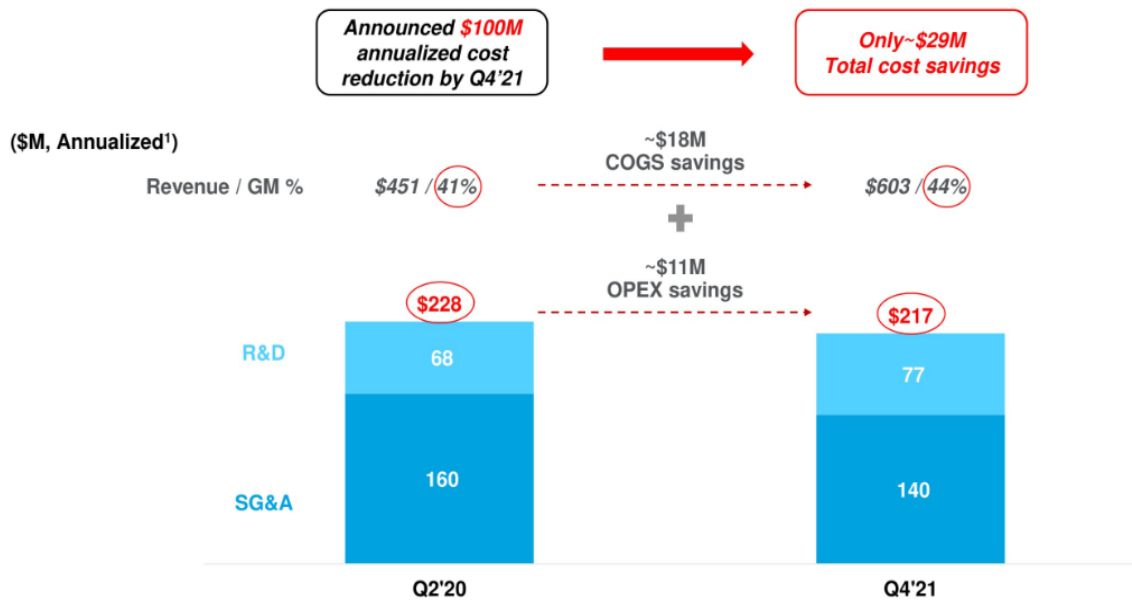 Announced $100M
annualized cost
reduction by Q4'21
Only~$29M
Total cost savings
($M, Annualized¹)
~$18M
COGS savings
Revenue / GM %
$451 / 41%
$603 / 44%
~$11M
OPEX savings
$228
$217
R&D
68
77
SG&A
160
140
Q2'20
Q4'21